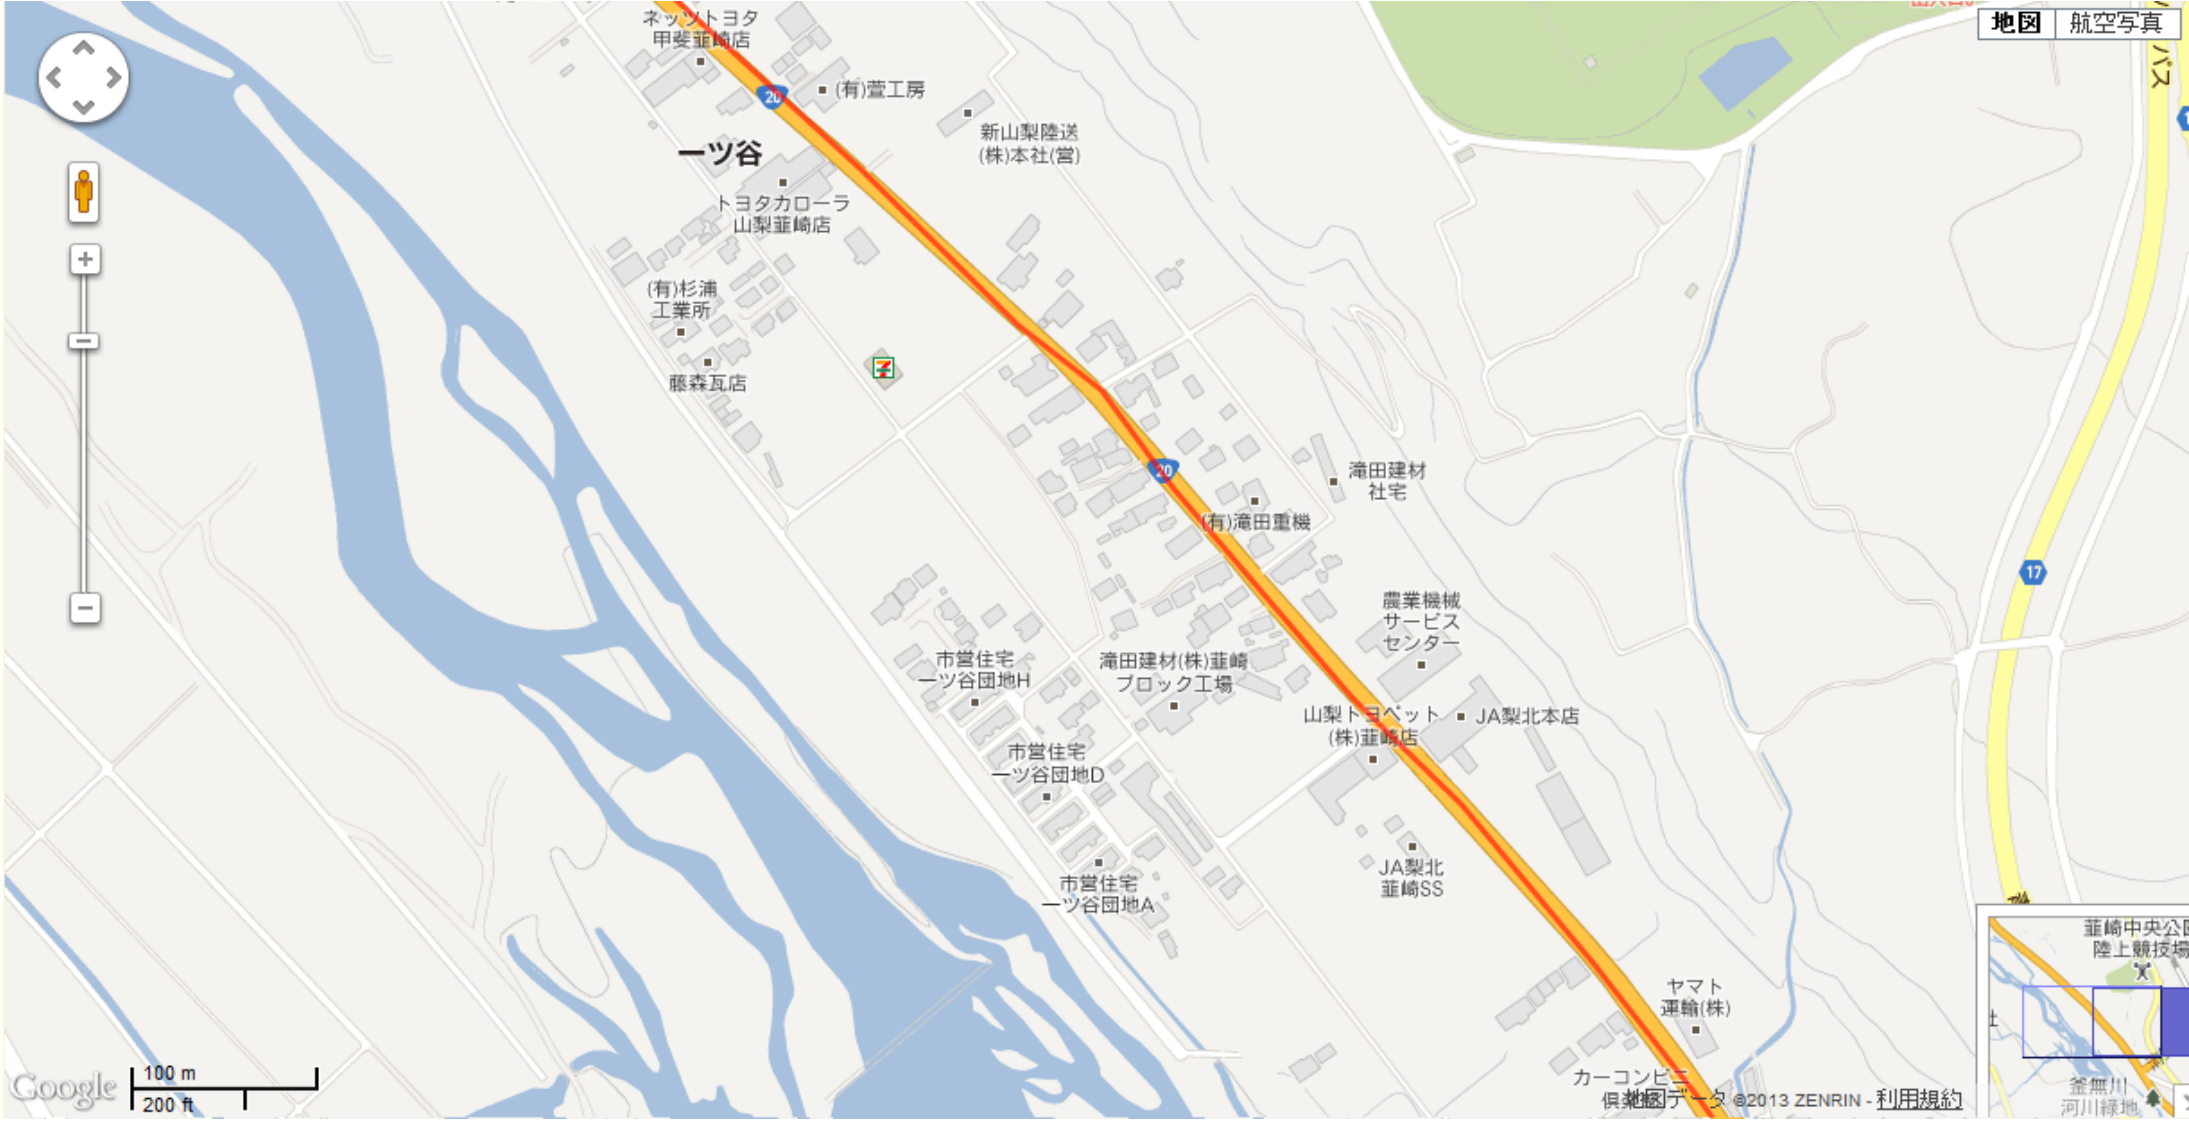 ネッツトヨタ
甲斐韮崎店
地図
航空写真
パス
20
(有)萱工房
新山梨陸送
(株)本社(営)
一ツ谷
トヨタカローラ
山梨韮崎店
(有)杉浦
工業所
藤森瓦店
20
滝田建材
社宅
(有)滝田重機
17
農業機械
サービス
センター
市営住宅
一ツ谷団地H
滝田建材(株)韮崎
ブロック工場
山梨トヨペット
(株)韮崎店
JA梨北本店
市営住宅
一ツ谷団地D
JA梨北
韮崎SS
市営住宅
一ツ谷団地A
韮崎中央公
陸上競技場
ヤマト
運輸(株)
釜無川
河川緑地
カーコンビニ
倶楽部
地図データ ©2013 ZENRIN - 利用規約
Google
100 m
200 ft